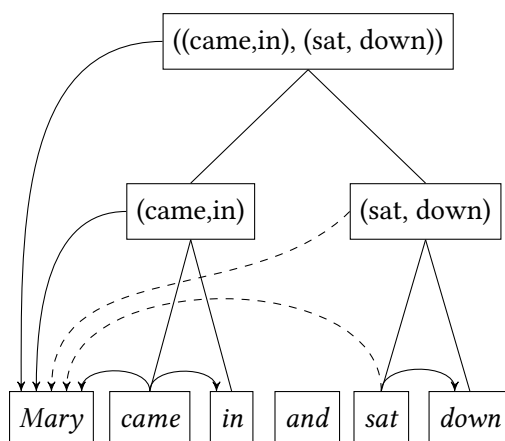 ((came,in), (sat, down))
(came,in) (sat, down)
Mary came in and sat down